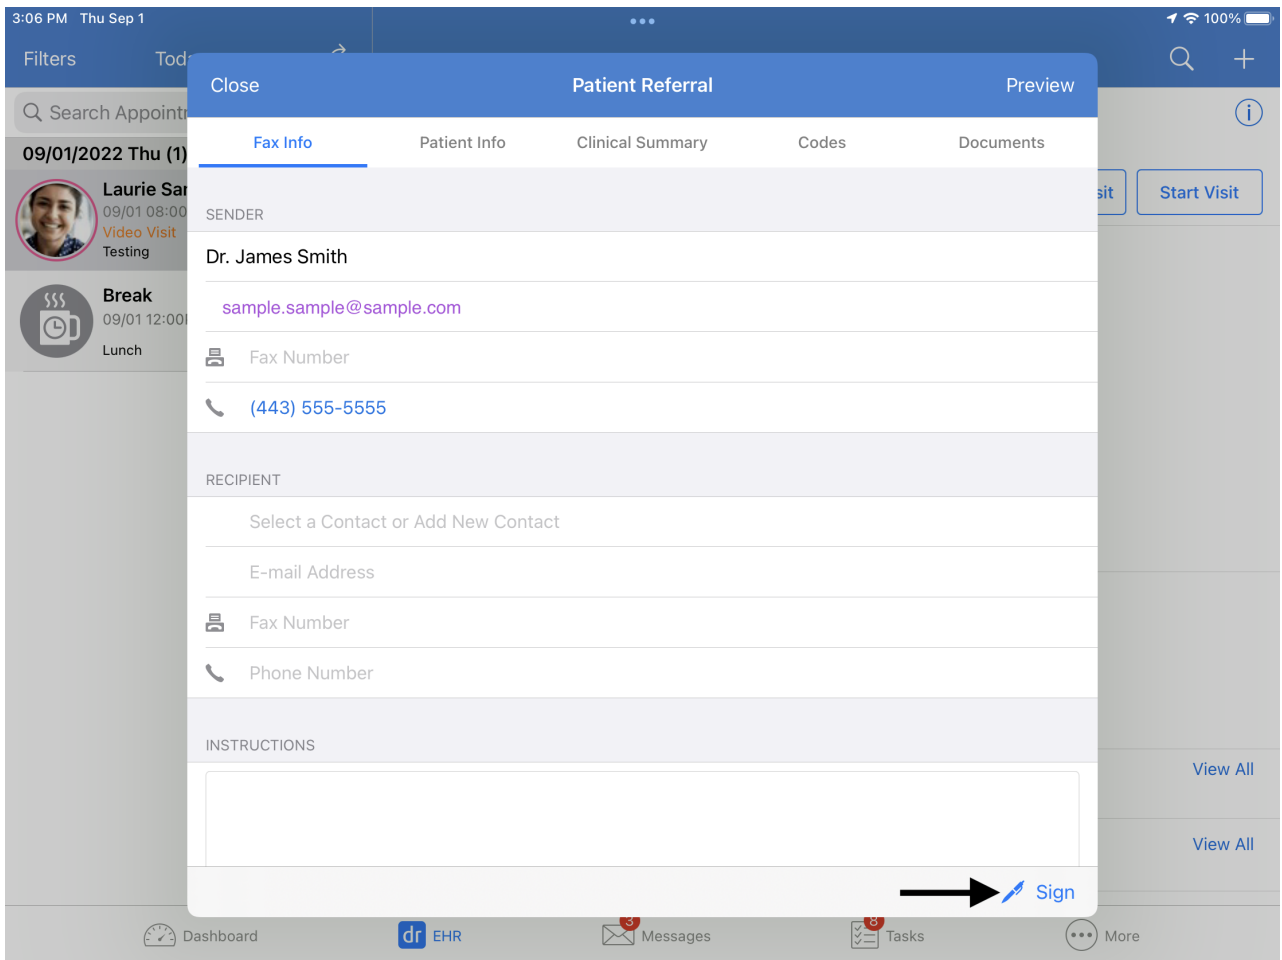 3:06 PM Thu Sep 1
100%
Filters
Close
Patient Referral
Preview
Search
09/01/2022 Thu (1)
Fax Info
Patient Info
Clinical Summary
Codes
Documents
Laurie
09/01 08:00
Video Visit
Testing
Start Visit
SENDER
Dr. James Smith
sample.sample@sample.com
Break
09/01
Lunch
Fax Number
(443) 555-5555
RECIPIENT
Select a Contact or Add New Contact
E-mail Address
Fax Number
Phone Number
INSTRUCTIONS
View All
View All
Sign
Dashboard
dr EHR
3
Messages
8
Tasks
More